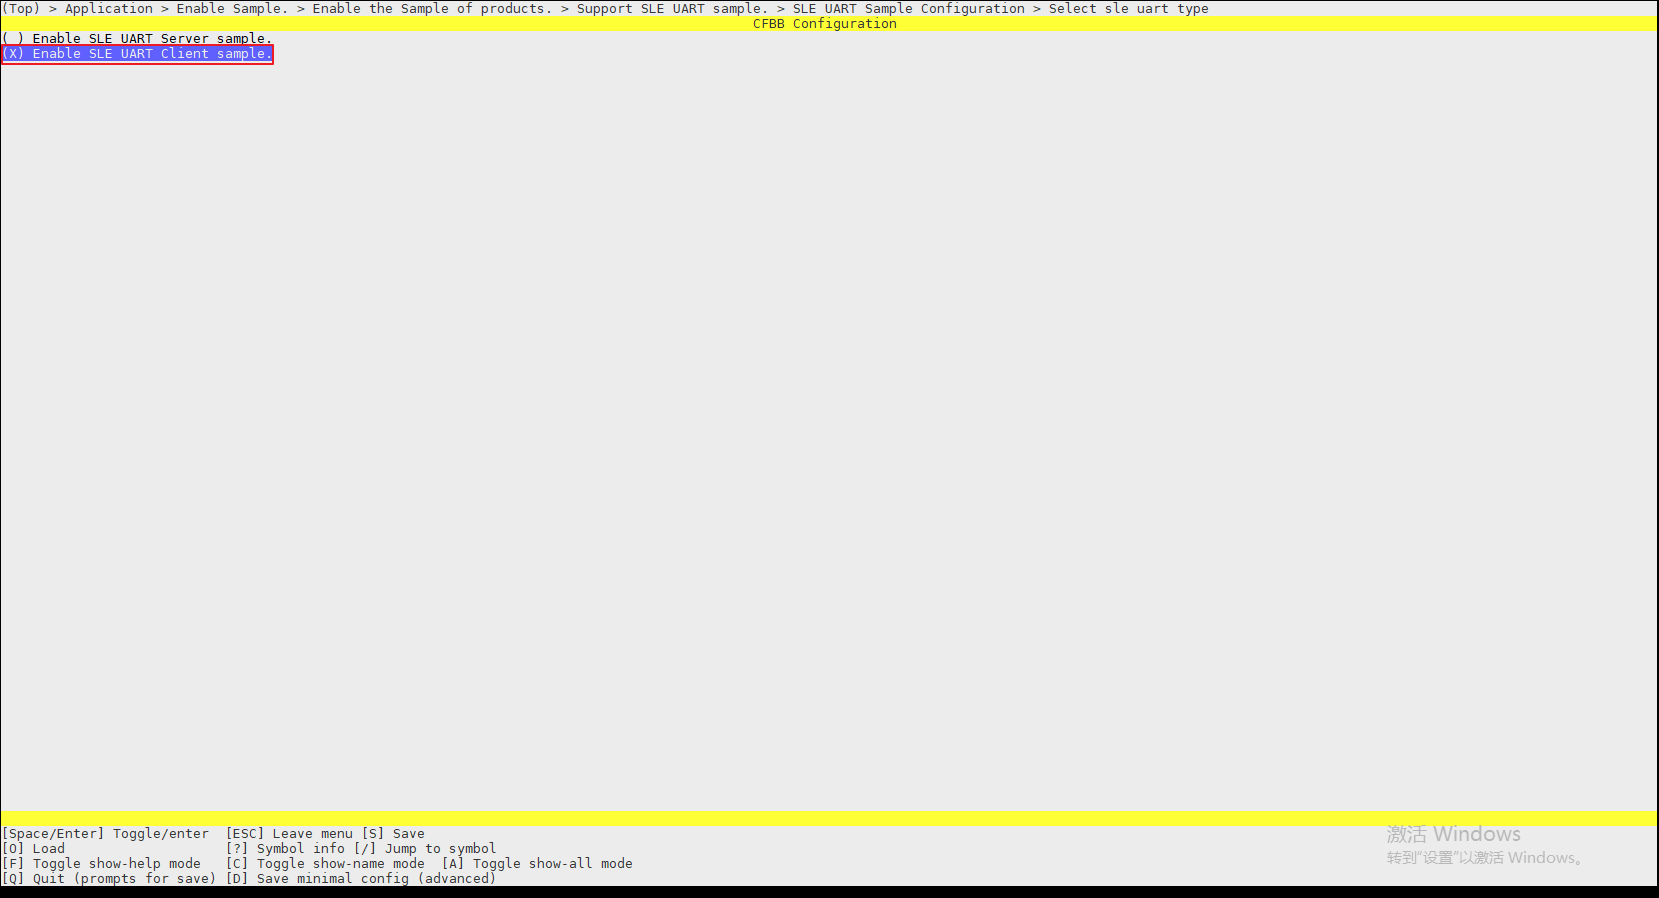 (Top) > Application > Enable Sample. > Enable the Sample of products. > Support SLE UART sample. > SLE UART Sample Configuration > Select sle uart type
CFBB Configuration
( ) Enable SLE UART Server sample.
(X) Enable SLE UART Client sample.
[Space/Enter] Toggle/enter  [ESC] Leave menu [S] Save
[O] Load                    [?] Symbol info [/] Jump to symbol
[F] Toggle show-help mode   [C] Toggle show-name mode  [A] Toggle show-all mode
[Q] Quit (prompts for save) [D] Save minimal config (advanced)
激活 Windows
转到"设置"以激活 Windows。